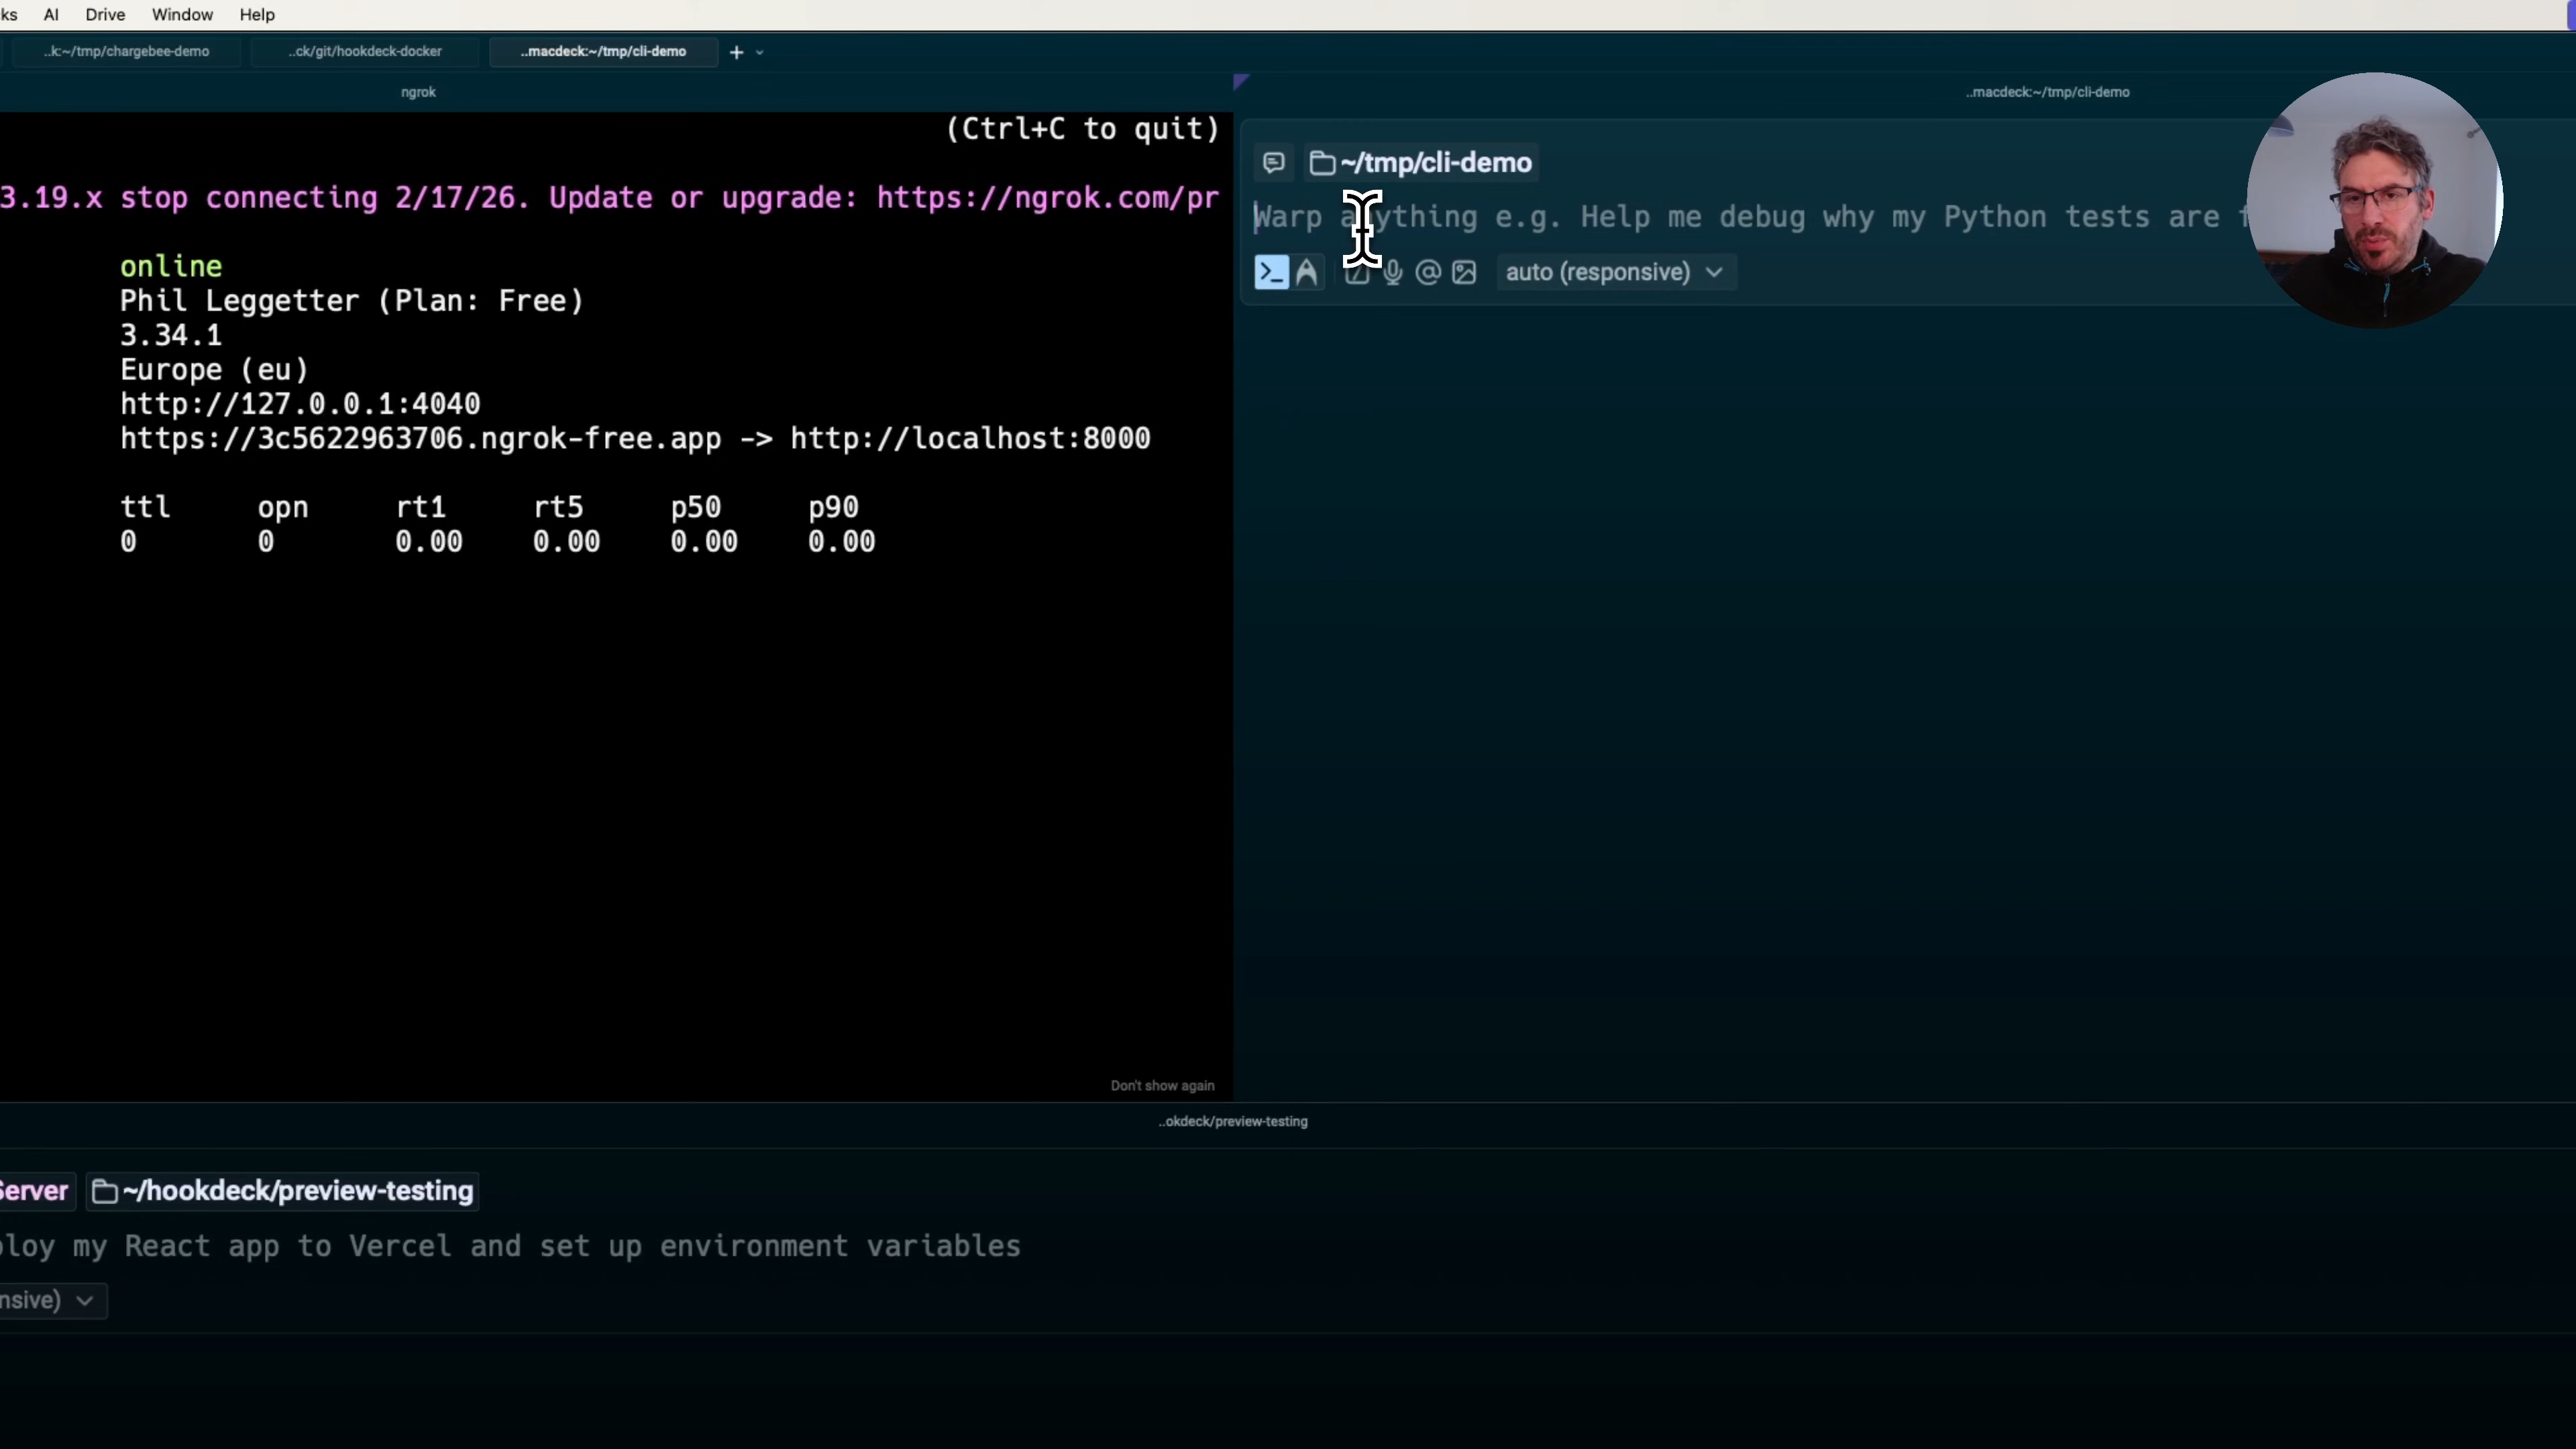 ks AI Drive Window Help
..k:~/tmp/chargebee-demo ..ck/git/hookdeck-docker ..macdeck:~/tmp/cli-demo
ngrok
(Ctrl+C to quit)
3.19.x stop connecting 2/17/26. Update or upgrade: https://ngrok.com/pr
online
Phil Leggetter (Plan: Free)
3.34.1
Europe (eu)
http://127.0.0.1:4040
https://3c5622963706.ngrok-free.app -> http://localhost:8000
ttl opn rt1 rt5 p50 p90
0 0 0.00 0.00 0.00 0.00
Don't show again
..macdeck:~/tmp/cli-demo
~/tmp/cli-demo
Warp anything e.g. Help me debug why my Python tests are f
auto (responsive)
..okdeck/preview-testing
Server ~/hookdeck/preview-testing
ploy my React app to Vercel and set up environment variables
nsive)